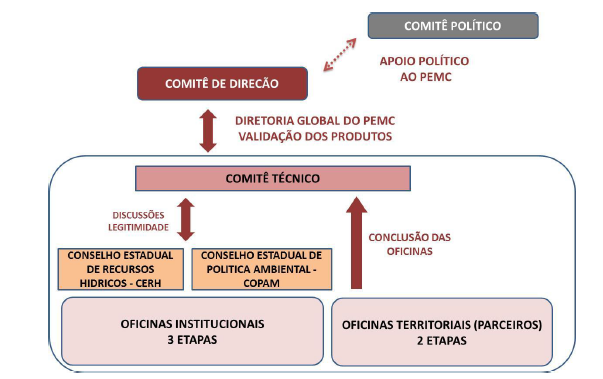 COMITÊ POLÍTICO
APOIO POLÍTICO
AO PEMC
COMITÊ DE DIRECÃO
DIRETORIA GLOBAL DO PEMC
VALIDAÇÃO DOS PRODUTOS
COMITÊ TÉCNICO
DISCUSSÕES
LEGITIMIDADE
CONCLUSÃO DAS
OFICINAS
CONSELHO ESTADUAL
DE RECURSOS
HIDRICOS - CERH
CONSELHO ESTADUAL DE
POLITICA AMBIENTAL -
COPAM
OFICINAS INSTITUCIONAIS
3 ETAPAS
OFICINAS TERRITORIAIS (PARCEIROS)
2 ETAPAS